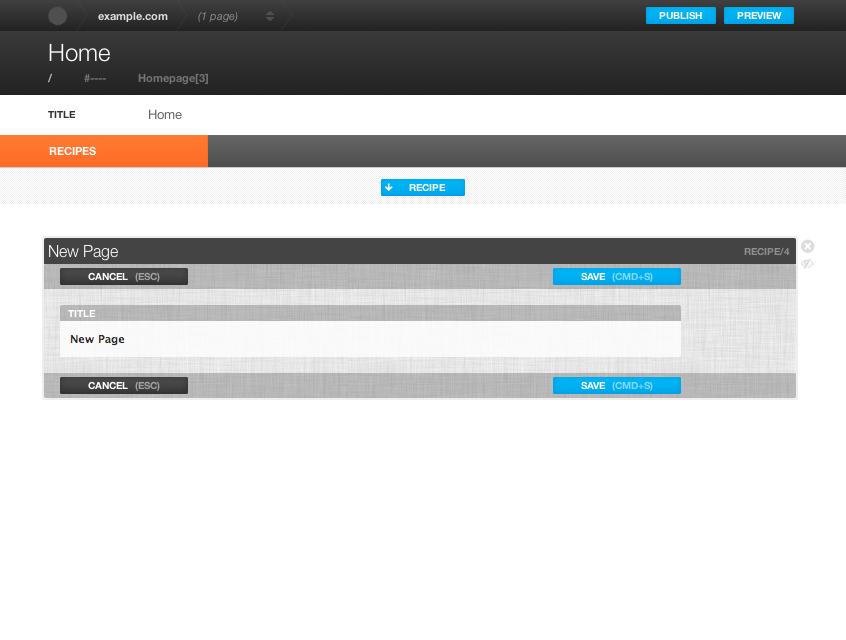 example.com (1 page) PUBLISH PREVIEW
Home
/ #---- Homepage[3]
TITLE Home
RECIPES
RECIPE
New Page RECIPE/4
CANCEL (ESC) SAVE (CMD+S)
TITLE
New Page
CANCEL (ESC) SAVE (CMD+S)